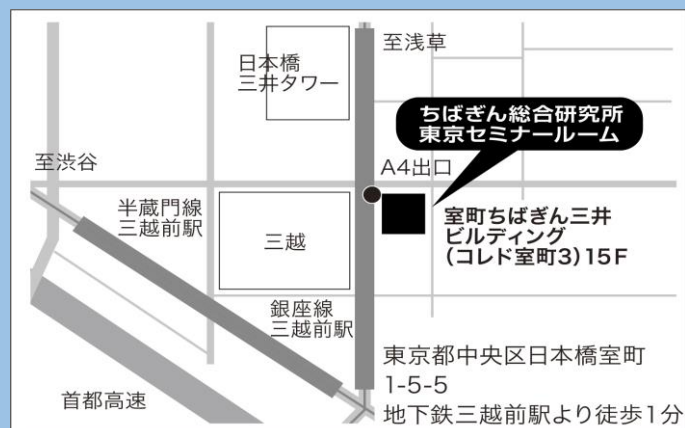 至浅草
日本橋
三井タワー
ちばぎん総合研究所
東京セミナールーム
至渋谷
A4出口
半蔵門線
三越前駅
三越
室町ちばぎん三井
ビルディング
(コレド室町3)15F
銀座線
三越前駅
東京都中央区日本橋室町
1-5-5
地下鉄三越前駅より徒歩1分
首都高速